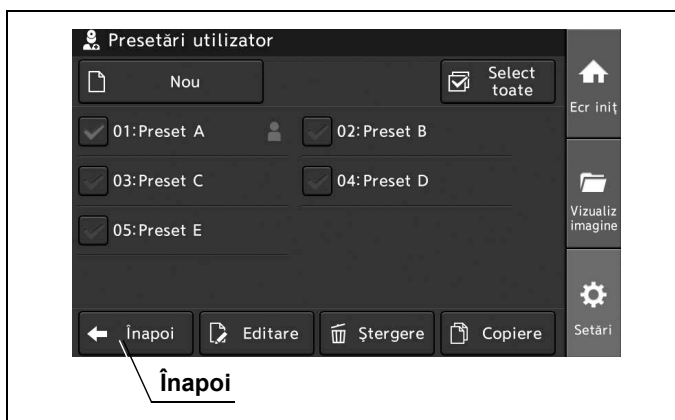 Presetări utilizator
Nou
Select
toate
Ecr iniț
01:Preset A
02:Preset B
03:Preset C
04:Preset D
Vizualiz
imagine
05:Preset E
Înapoi
Editare
Ștergere
Copiere
Setări
Înapoi